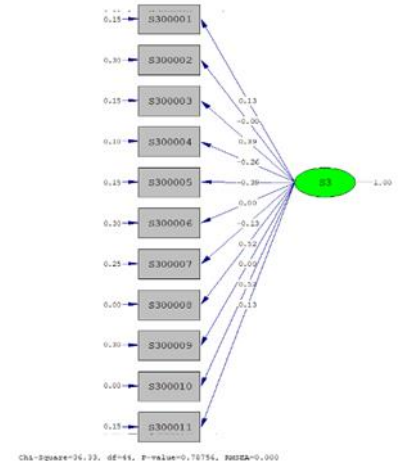 0.15 S300001
0.30 S300002
0.15 S300003
0.10 S300004
0.15 S300005
0.30 S300006
0.25 S300007
0.00 S300008
0.30 S300009
0.00 S300010
0.15 S300011
0.13
-0.00
0.39
-0.26
-0.38
0.00
-0.13
0.52
0.00
0.13
S3
1.00
Chi-Square=36.33, df=44, P-value=0.78756, RMSEA=0.000